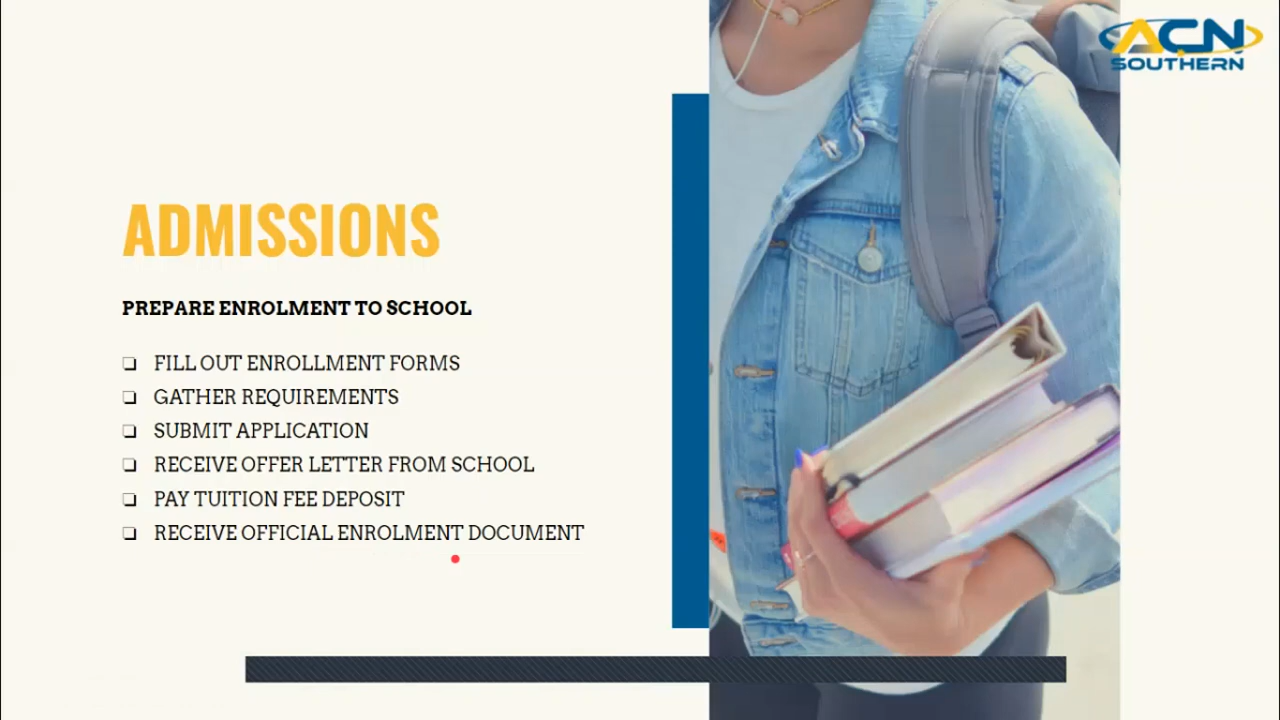 ACN
SOUTHERN
ADMISSIONS
PREPARE ENROLMENT TO SCHOOL
❑ FILL OUT ENROLLMENT FORMS
❑ GATHER REQUIREMENTS
❑ SUBMIT APPLICATION
❑ RECEIVE OFFER LETTER FROM SCHOOL
❑ PAY TUITION FEE DEPOSIT
❑ RECEIVE OFFICIAL ENROLMENT DOCUMENT